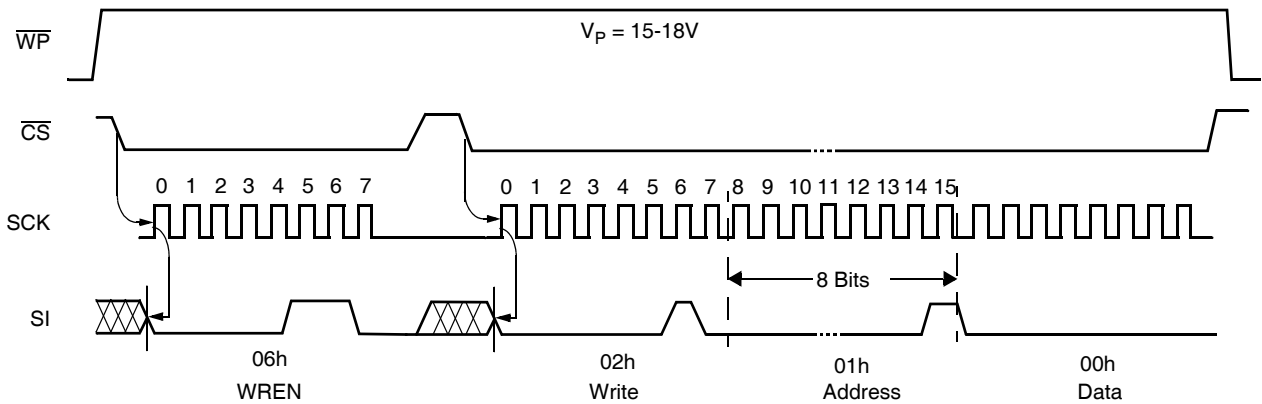 W̅P̅
V_P = 15-18V
C̅S̅
SCK
0 1 2 3 4 5 6 7
0 1 2 3 4 5 6 7 8 9 10 11 12 13 14 15
8 Bits
SI
06h
WREN
02h
Write
01h
Address
00h
Data